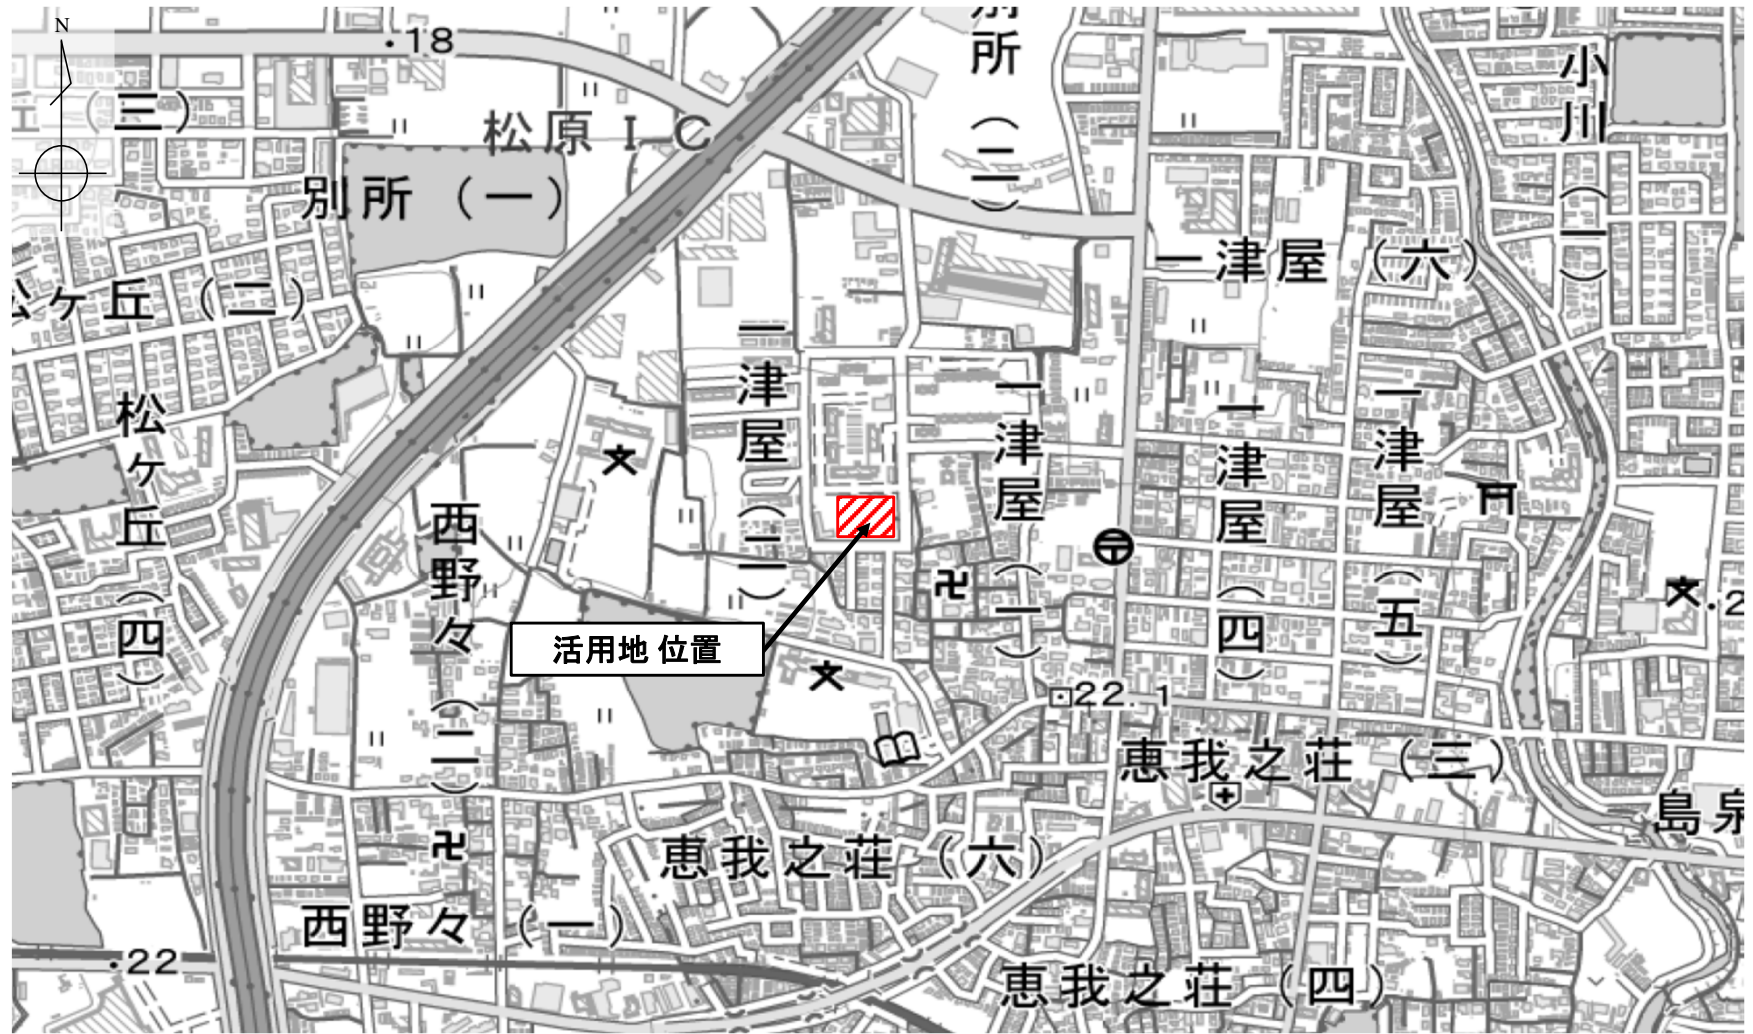 N
・18
別所（二）
小川（一）
（三）
松原ＩＣ
別所（一）
一津屋（六）
松ヶ丘（二）
一津屋（二）
一津屋（一）
一津屋（四）
一津屋（五）
松ヶ丘（四）
西野々（二）
活用地 位置
・2
22.1
恵我之荘（三）
島泉
恵我之荘（六）
西野々（一）
・22
恵我之荘（四）